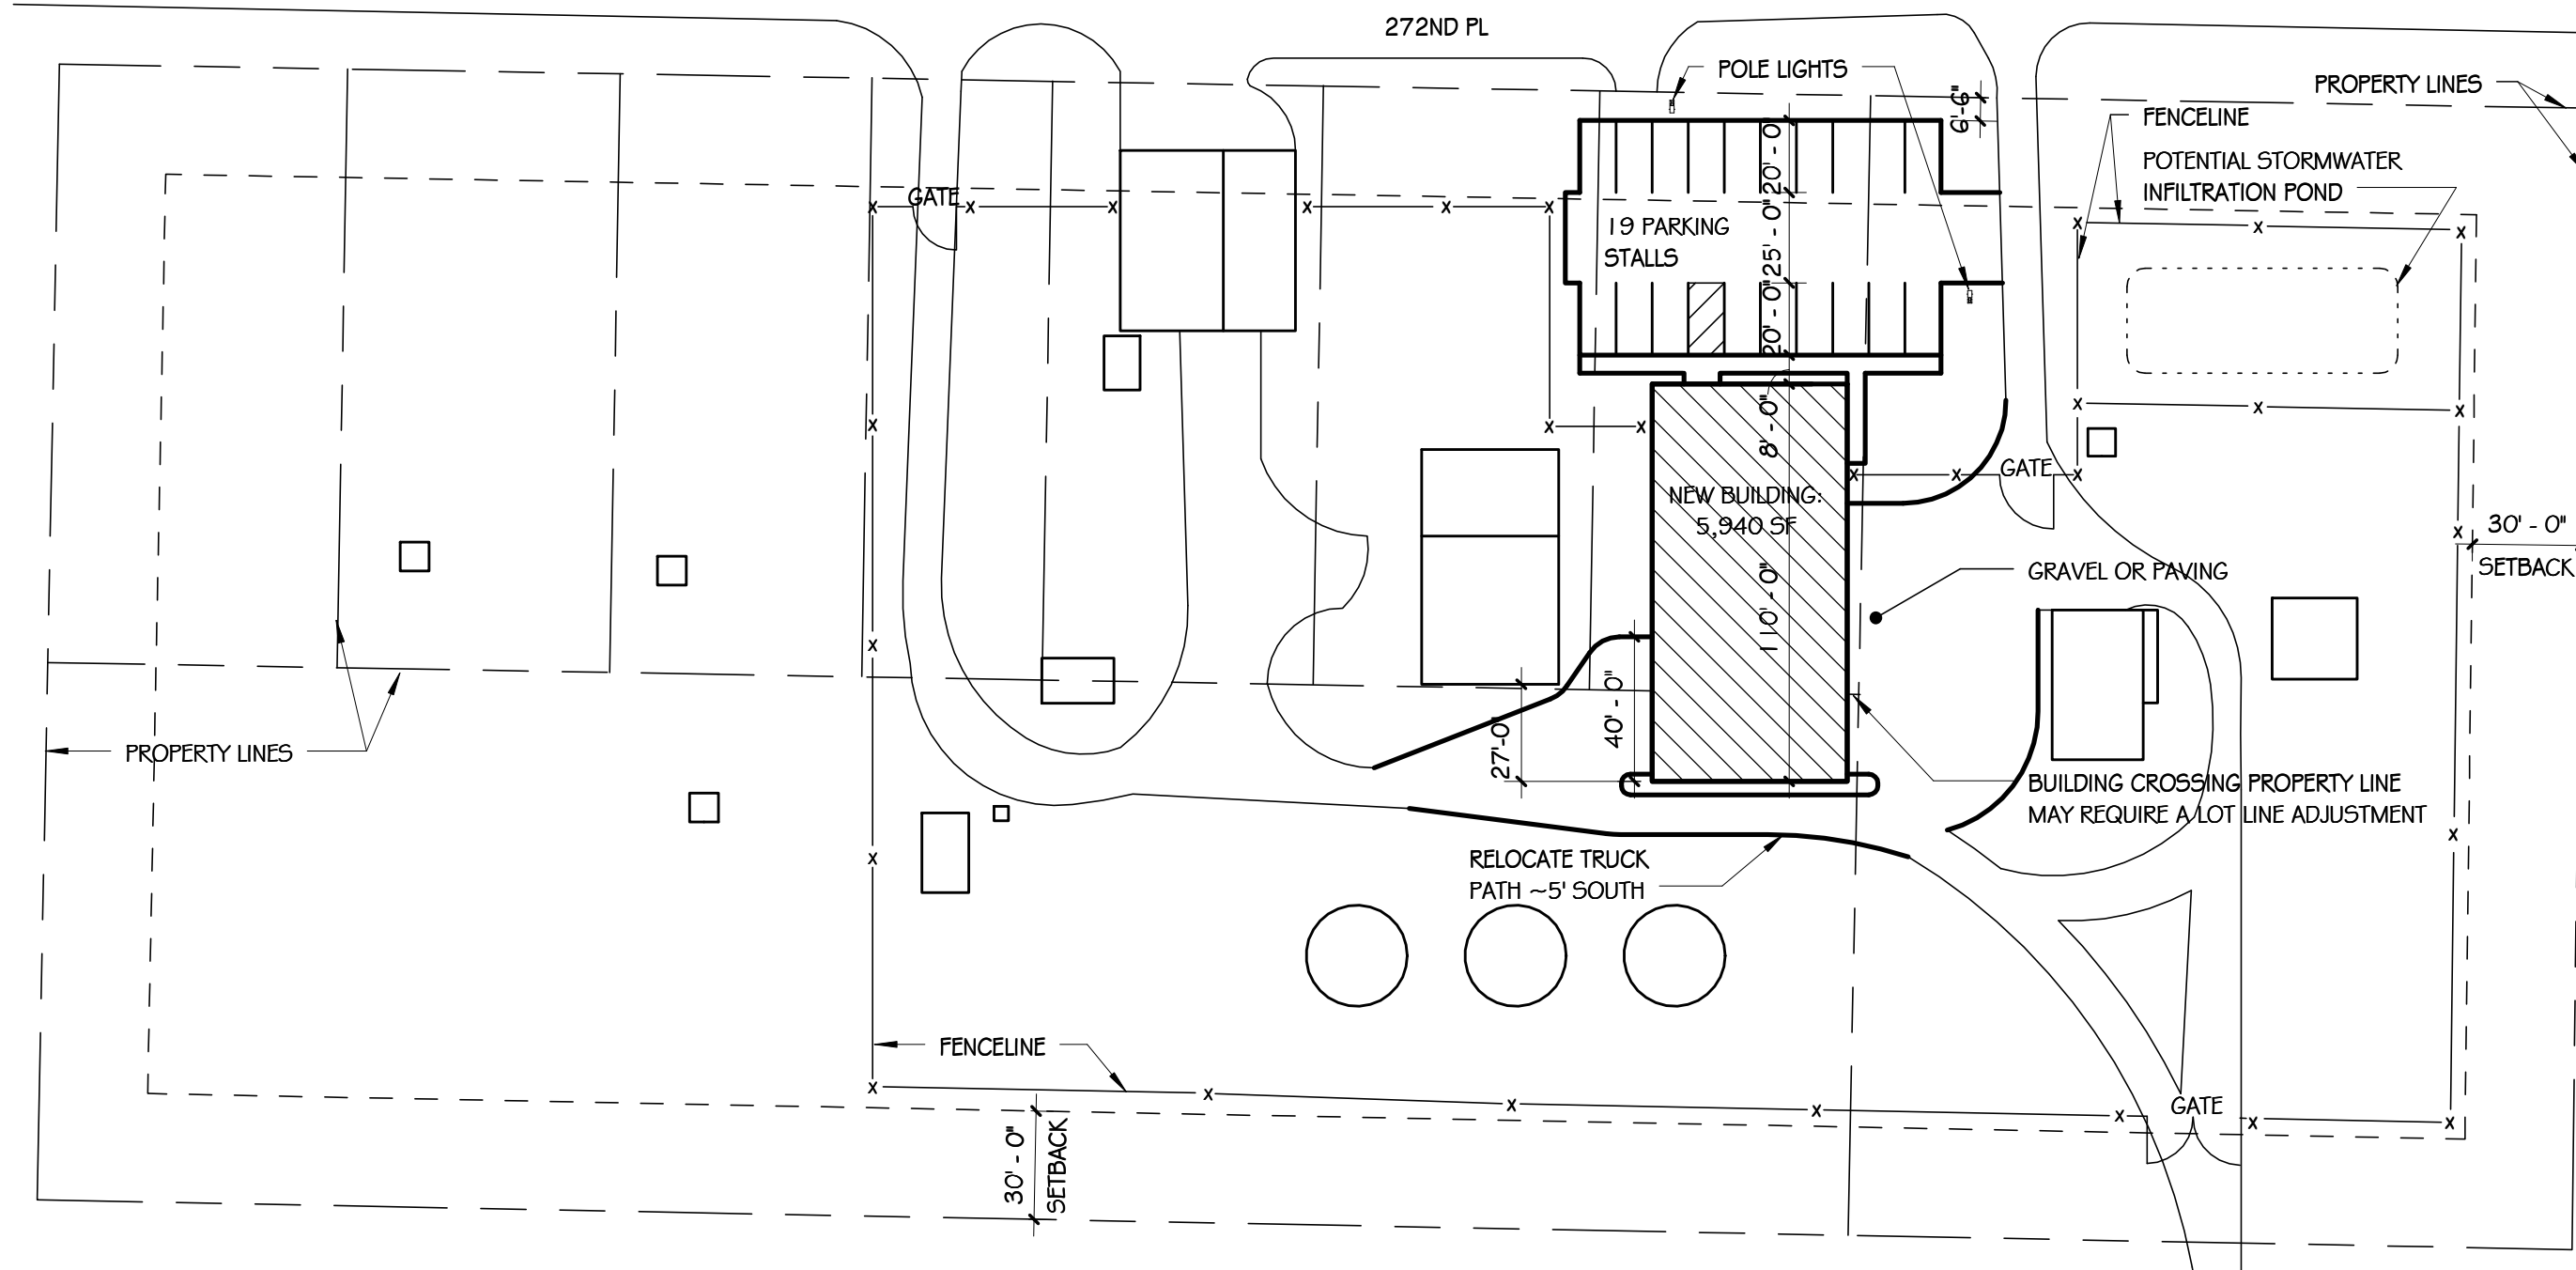 272ND PL
POLE LIGHTS
PROPERTY LINES
6'-6"
FENCELINE
POTENTIAL STORMWATER
INFILTRATION POND
20' - 0"
GATE
19 PARKING
STALLS
25' - 0"
20' - 0"
8' - 0"
GATE
NEW BUILDING:
5,940 SF
30' - 0"
SETBACK
GRAVEL OR PAVING
110' - 0"
40' - 0"
27'-0"
PROPERTY LINES
BUILDING CROSSING PROPERTY LINE
MAY REQUIRE A LOT LINE ADJUSTMENT
RELOCATE TRUCK
PATH ~5' SOUTH
FENCELINE
GATE
30' - 0"
SETBACK